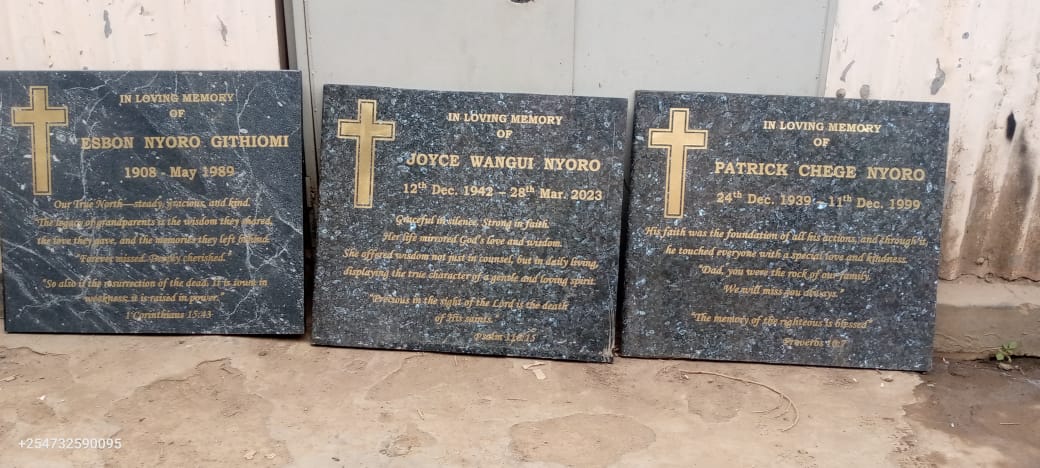 IN LOVING MEMORY
OF
ESBON NYORO GITHIOMI
1908 - May 1989
Our True North—steady, gracious, and kind.
The legacy of grandparents is the wisdom they shared,
the love they gave, and the memories they left behind.
"Forever missed. Deeply cherished."
"So also is the resurrection of the dead. It is sown in
weakness; it is raised in power."
1 Corinthians 15:43
IN LOVING MEMORY
OF
JOYCE WANGUI NYORO
12th Dec. 1942 – 28th Mar. 2023
Graceful in silence. Strong in faith.
Her life mirrored God's love and wisdom.
She offered wisdom not just in counsel, but in daily living,
displaying the true character of a gentle and loving spirit.
"Precious in the sight of the Lord is the death
of His saints."
Psalm 116:15
IN LOVING MEMORY
OF
PATRICK CHEGE NYORO
24th Dec. 1939 – 11th Dec. 1999
His faith was the foundation of all his actions, and through it
he touched everyone with a special love and kindness.
"Dad, you were the rock of our family.
We will miss you always."
"The memory of the righteous is blessed"
Proverbs 10:7
+254732590095